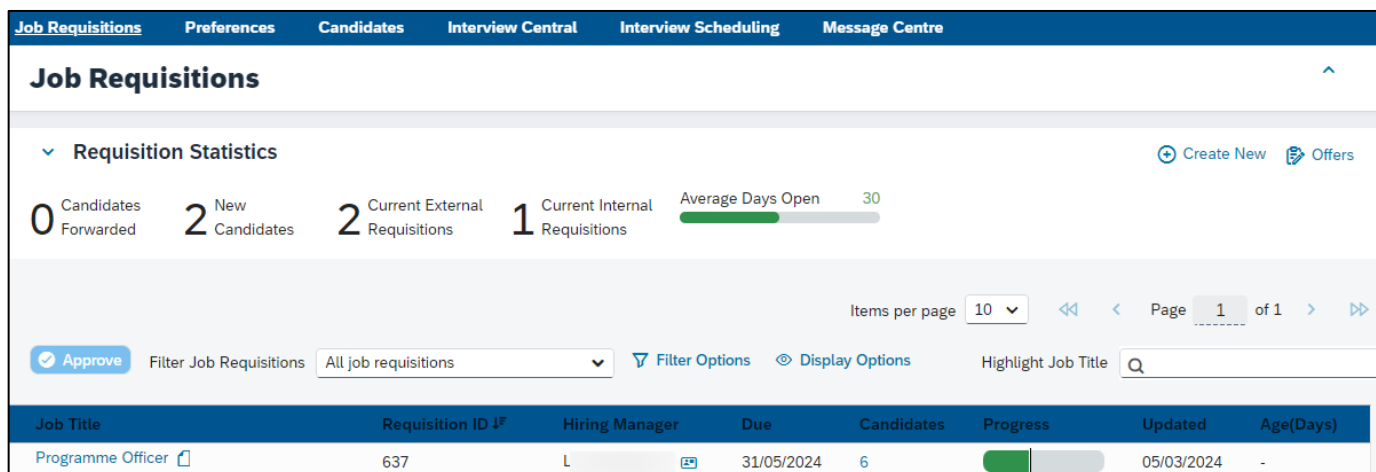 Job Requisitions Preferences Candidates Interview Central Interview Scheduling Message Centre
Job Requisitions
Requisition Statistics
Create New Offers
0 Candidates Forwarded
2 New Candidates
2 Current External Requisitions
1 Current Internal Requisitions
Average Days Open 30
Items per page 10 Page 1 of 1
Approve Filter Job Requisitions All job requisitions Filter Options Display Options Highlight Job Title
Job Title Requisition ID Hiring Manager Due Candidates Progress Updated Age(Days)
Programme Officer 637 L 31/05/2024 6 05/03/2024 -